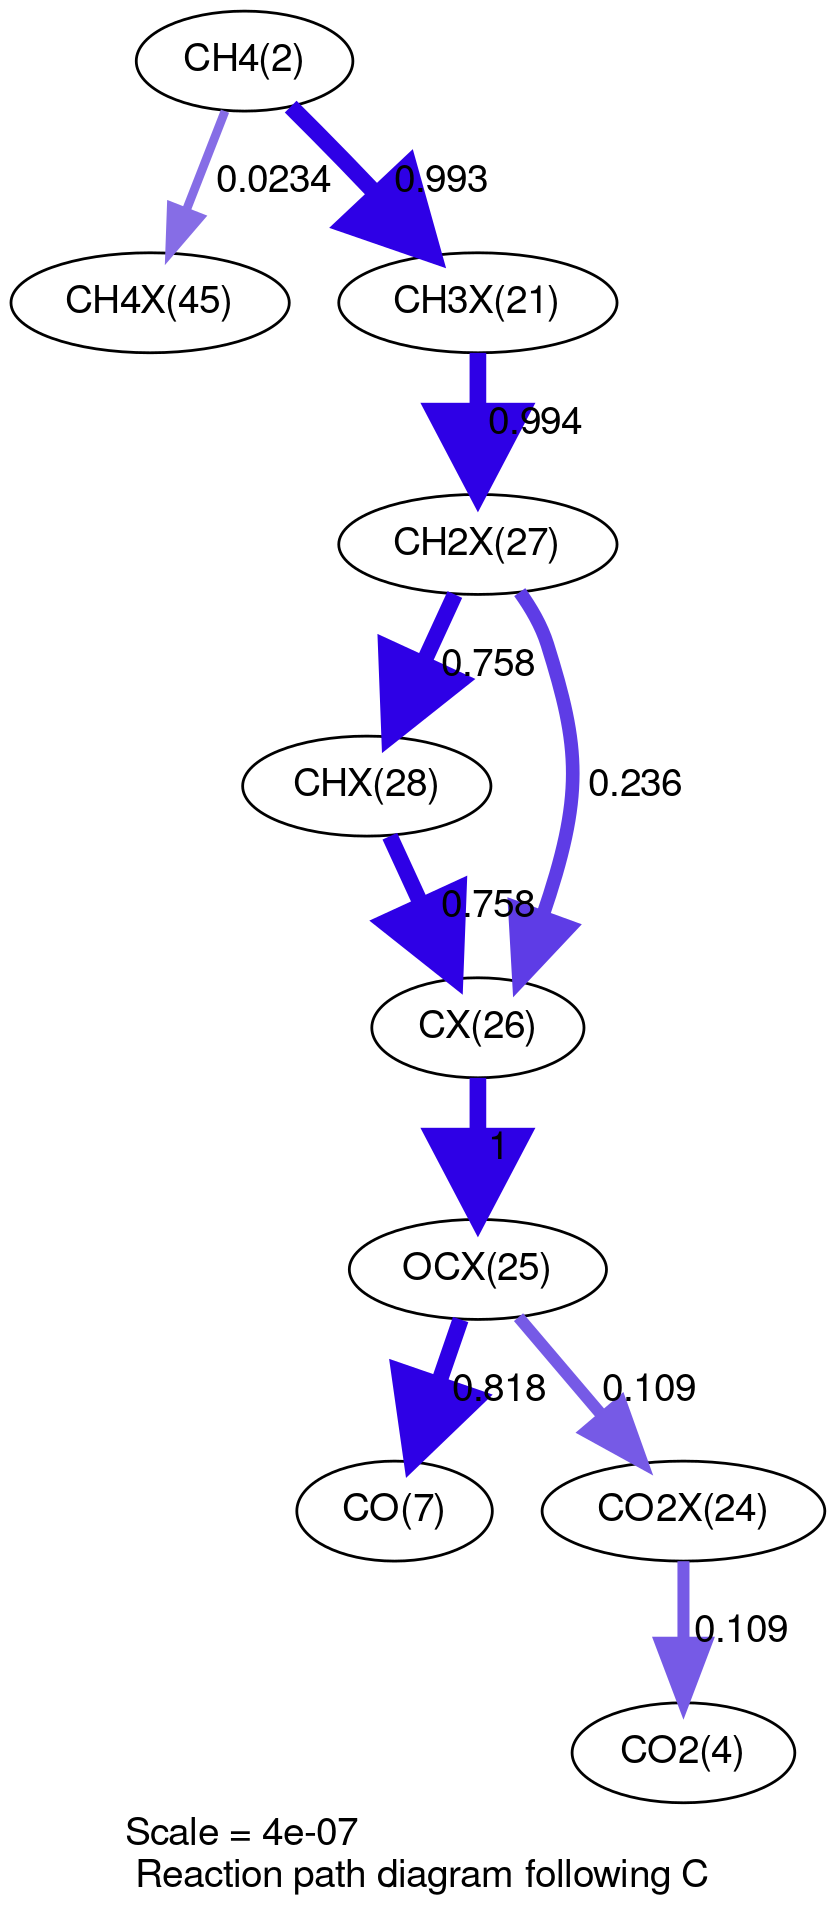 CH4(2)
0.0234
0.993
CH4X(45)
CH3X(21)
0.994
CH2X(27)
0.758
0.236
CHX(28)
0.758
CX(26)
1
OCX(25)
0.818
0.109
CO(7)
CO2X(24)
0.109
CO2(4)
Scale = 4e-07
Reaction path diagram following C